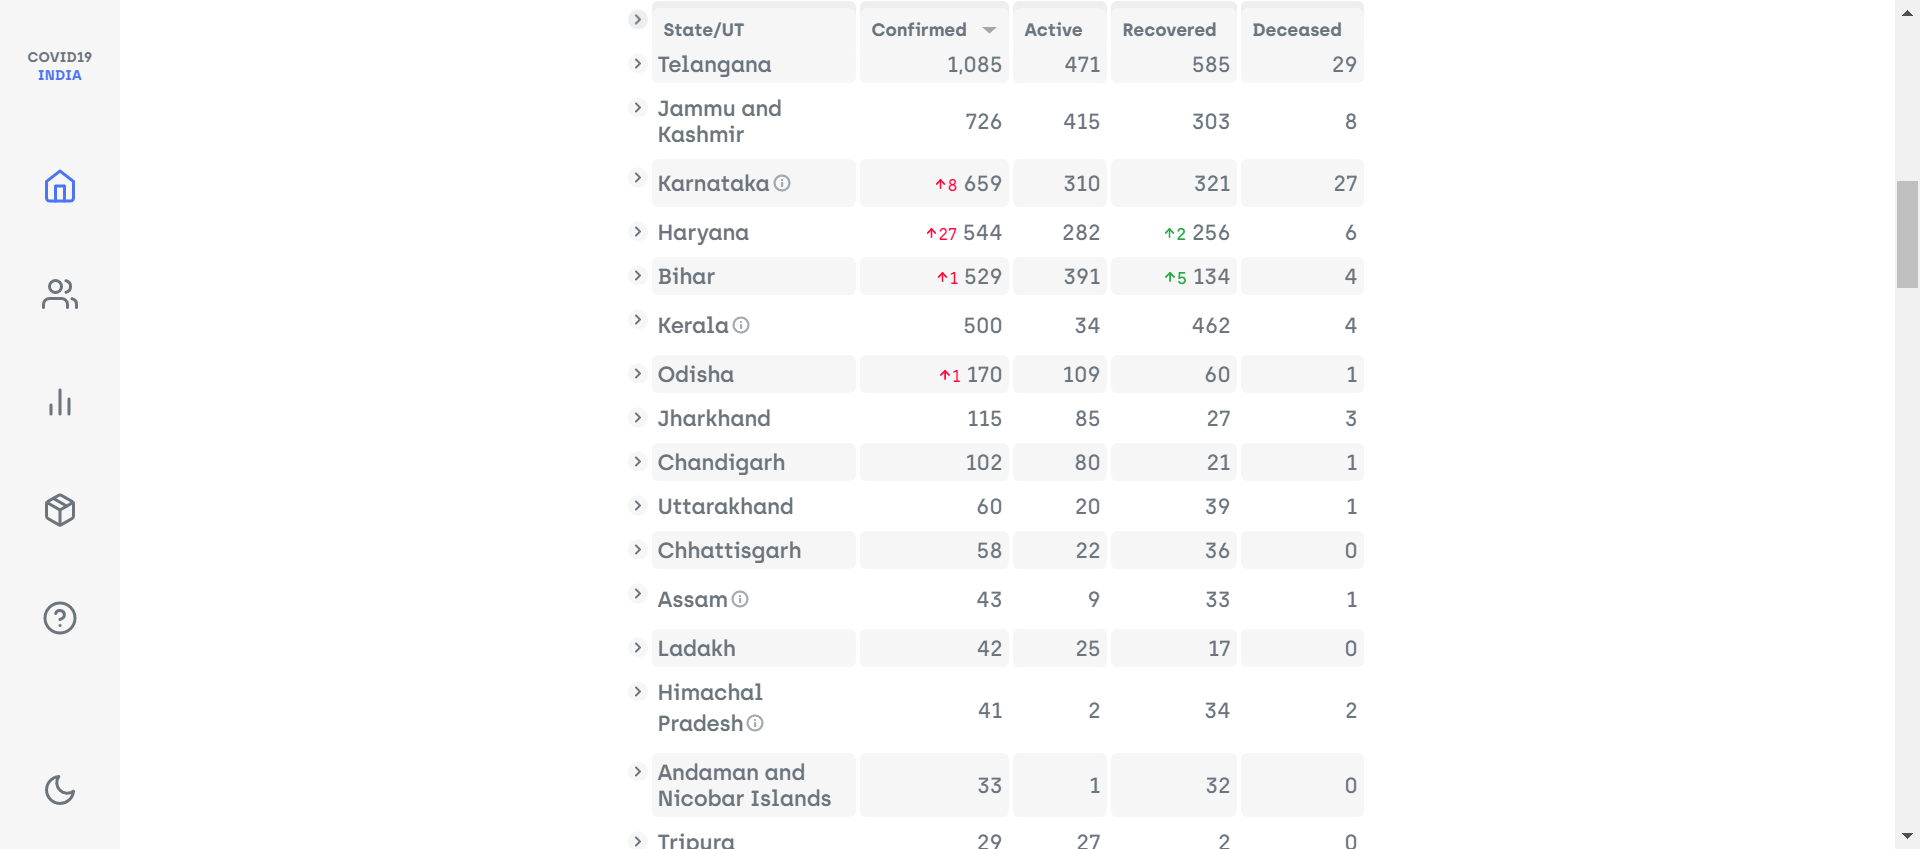 COVID19
INDIA
State/UT Confirmed Active Recovered Deceased
Telangana 1,085 471 585 29
Jammu and
Kashmir 726 415 303 8
Karnataka ↑8 659 310 321 27
Haryana ↑27 544 282 ↑2 256 6
Bihar ↑1 529 391 ↑5 134 4
Kerala 500 34 462 4
Odisha ↑1 170 109 60 1
Jharkhand 115 85 27 3
Chandigarh 102 80 21 1
Uttarakhand 60 20 39 1
Chhattisgarh 58 22 36 0
Assam 43 9 33 1
Ladakh 42 25 17 0
Himachal
Pradesh 41 2 34 2
Andaman and
Nicobar Islands 33 1 32 0
Tripura 29 27 2 0